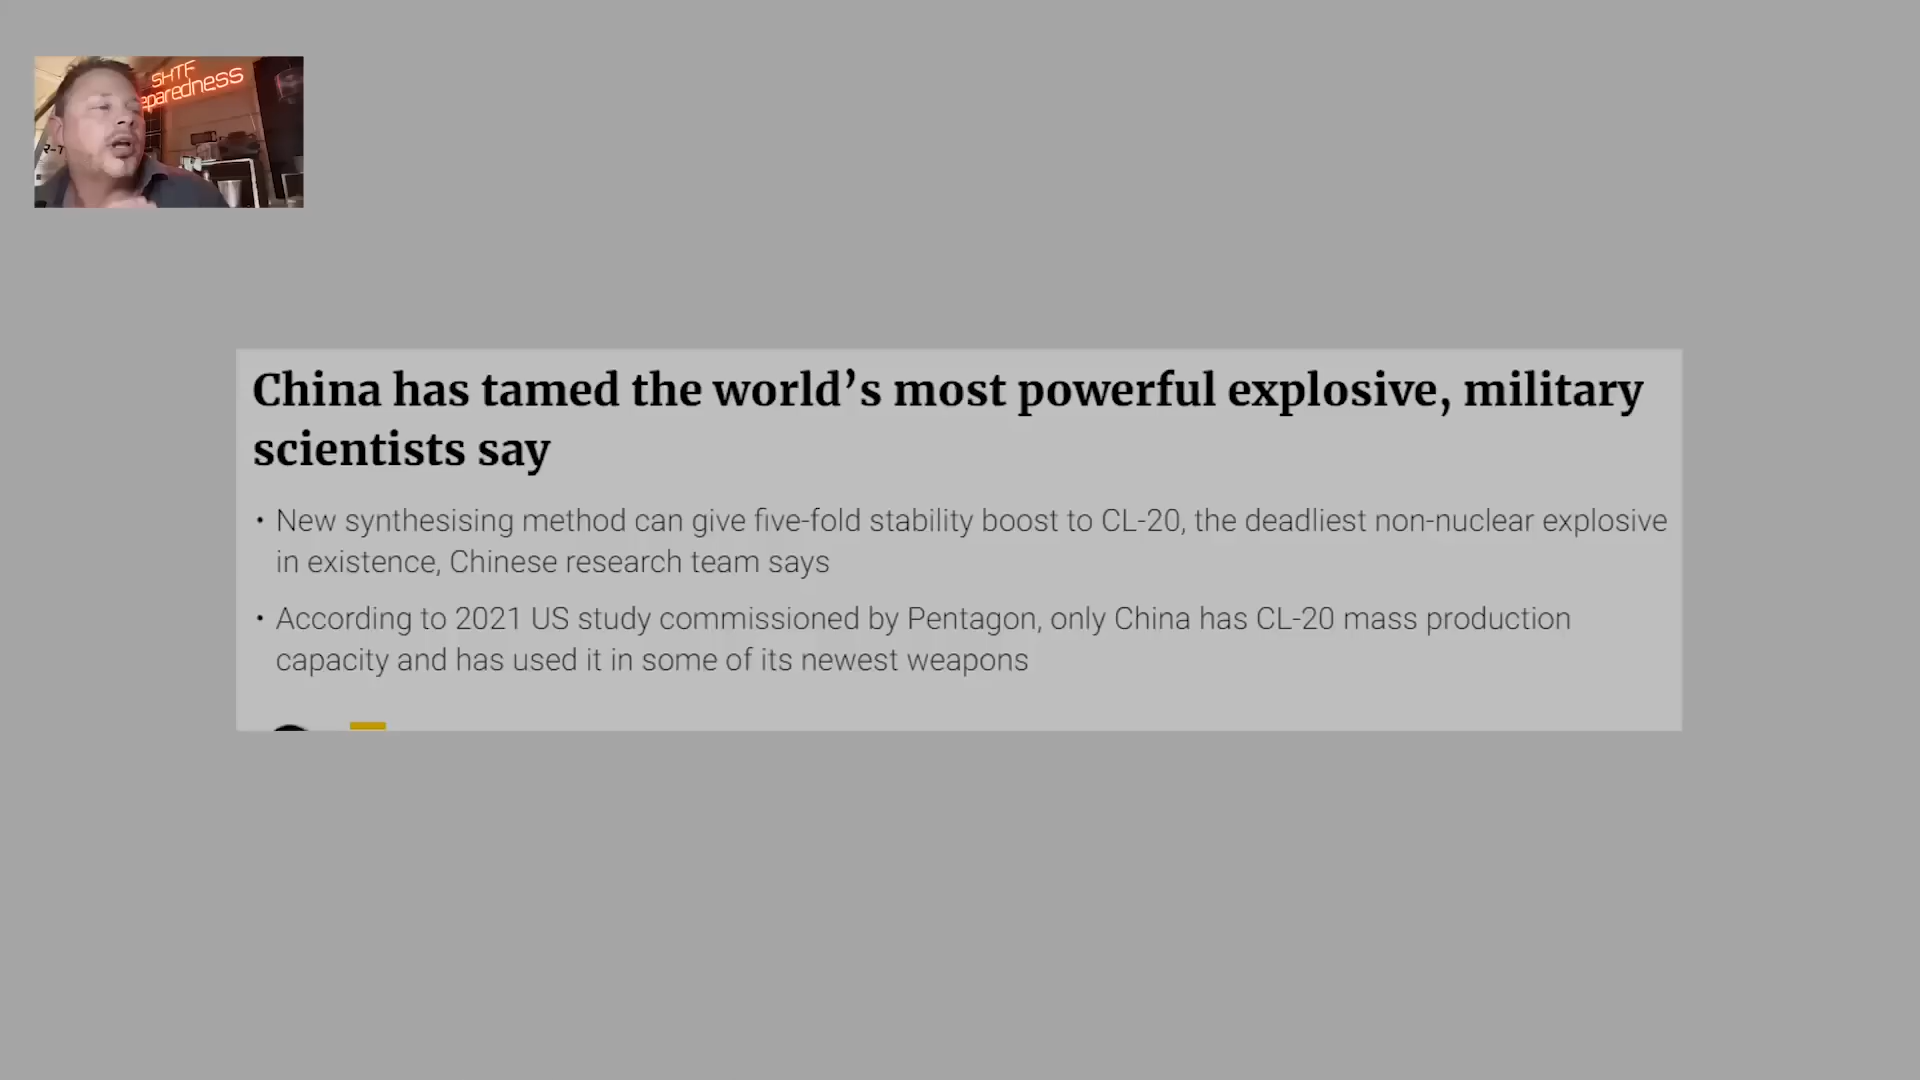 SHTF
eparedness
R-T
China has tamed the world’s most powerful explosive, military
scientists say
• New synthesising method can give five-fold stability boost to CL-20, the deadliest non-nuclear explosive
in existence, Chinese research team says
• According to 2021 US study commissioned by Pentagon, only China has CL-20 mass production
capacity and has used it in some of its newest weapons